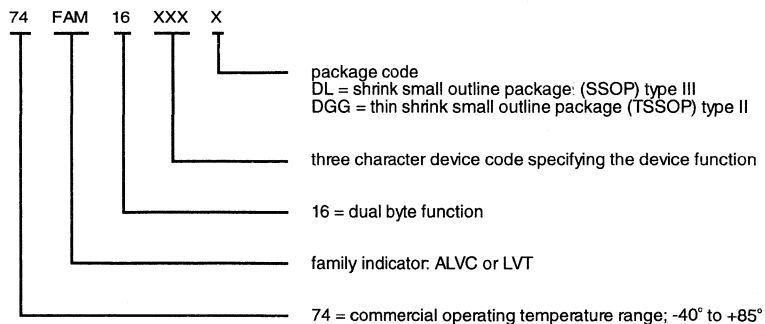 74 FAM 16 XXX X
package code
DL = shrink small outline package: (SSOP) type III
DGG = thin shrink small outline package (TSSOP) type II
three character device code specifying the device function
16 = dual byte function
family indicator: ALVC or LVT
74 = commercial operating temperature range; -40° to +85°